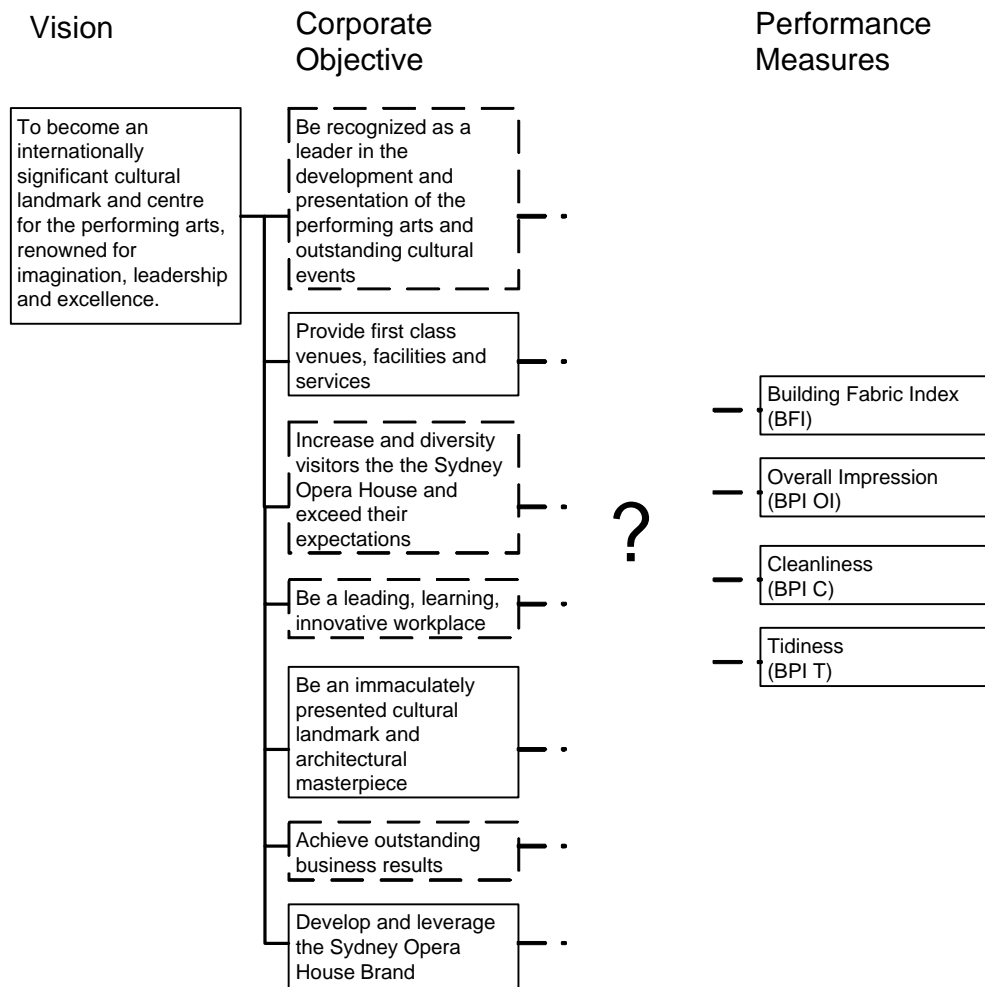 Vision
Corporate
Objective
Performance
Measures
To become an
internationally
significant cultural
landmark and centre
for the performing arts,
renowned for
imagination, leadership
and excellence.
Be recognized as a
leader in the
development and
presentation of the
performing arts and
outstanding cultural
events
Provide first class
venues, facilities and
services
Increase and diversity
visitors the the Sydney
Opera House and
exceed their
expectations
Be a leading, learning,
innovative workplace
Be an immaculately
presented cultural
landmark and
architectural
masterpiece
Achieve outstanding
business results
Develop and leverage
the Sydney Opera
House Brand
?
Building Fabric Index
(BFI)
Overall Impression
(BPI OI)
Cleanliness
(BPI C)
Tidiness
(BPI T)